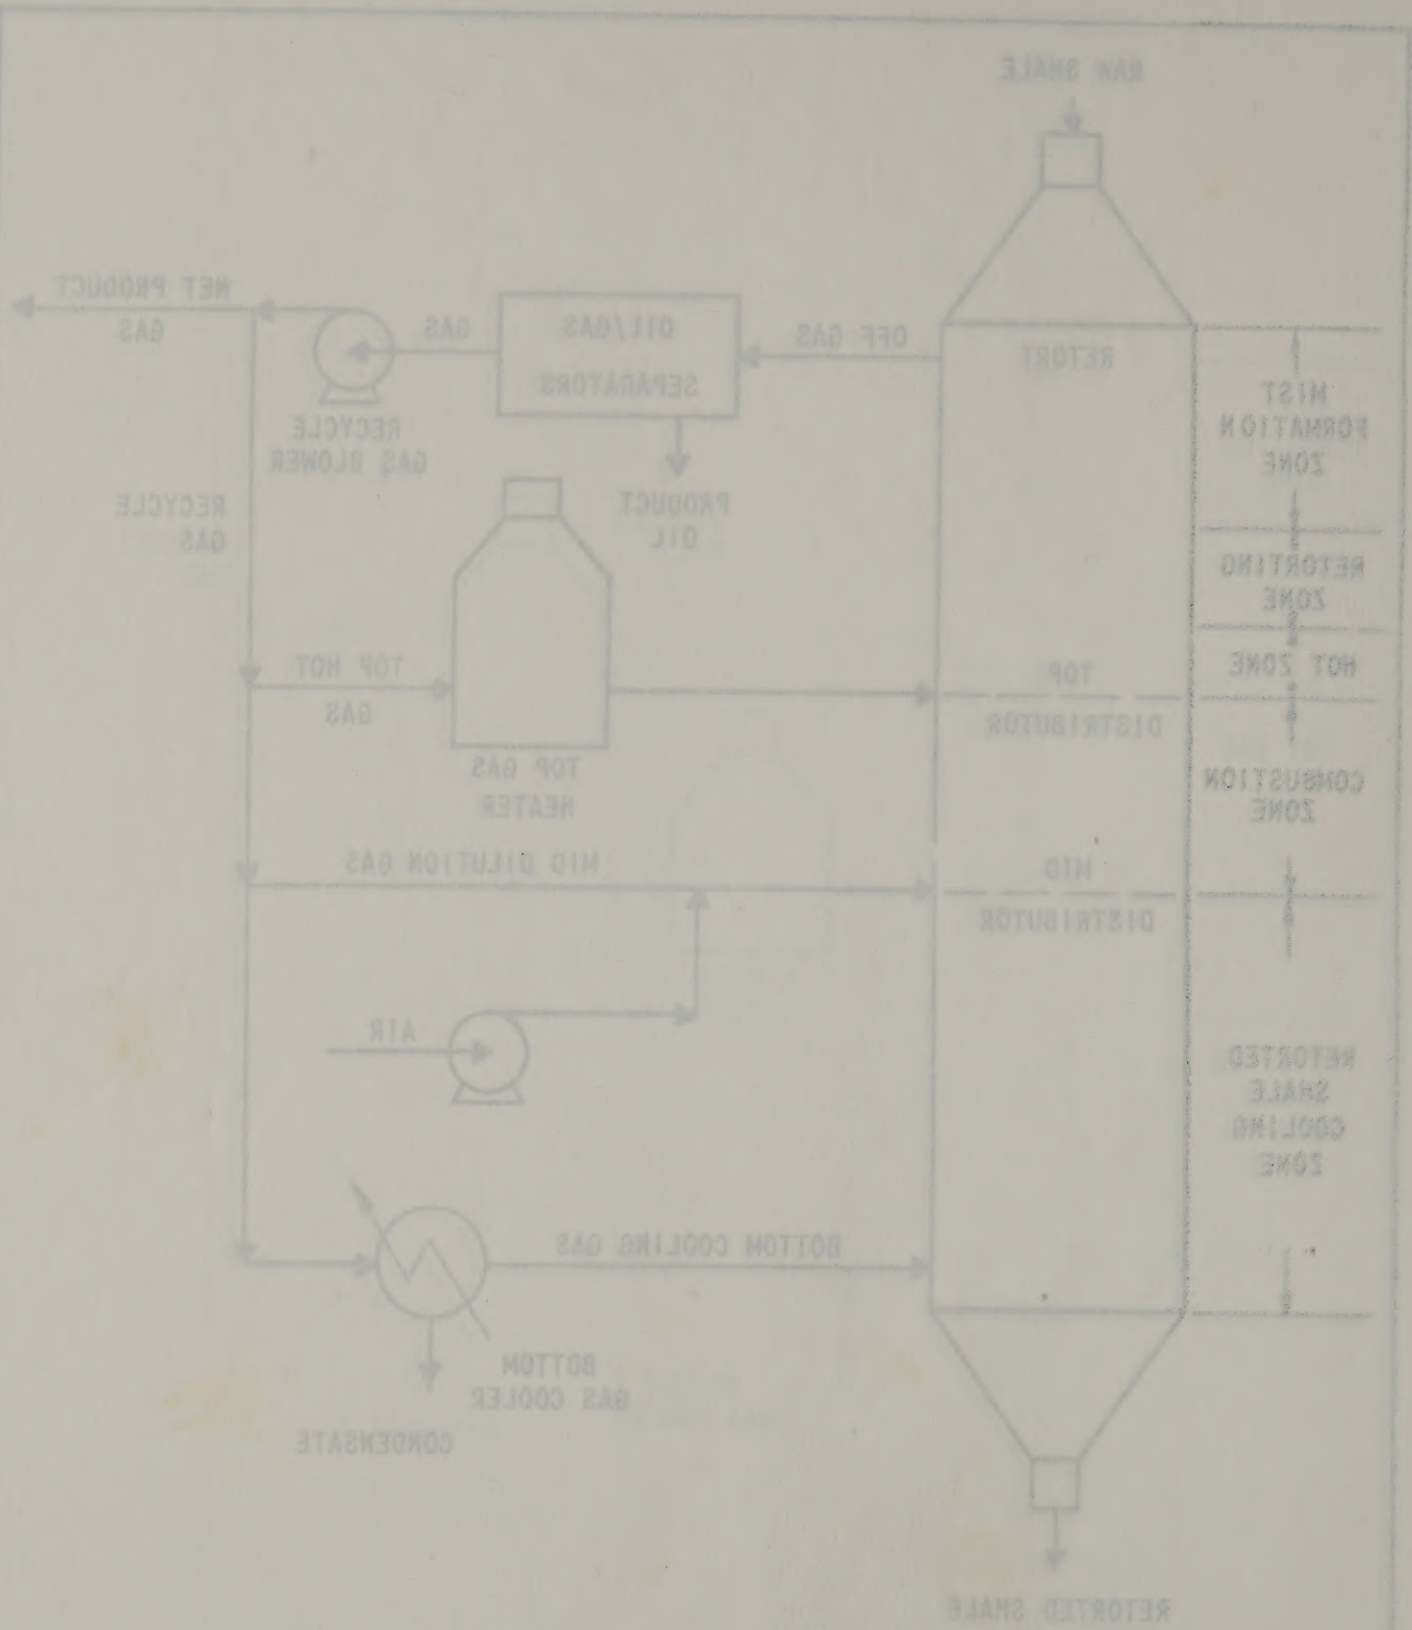 RAW SHALE
NET PRODUCT
GAS
GAS
OIL/GAS
SEPARATORS
OFF GAS
RETORT
MIST
FORMATION
ZONE
RECYCLE
GAS BLOWER
RECYCLE
GAS
PRODUCT
OIL
RETORTING
ZONE
HOT ZONE
TOP HOT
GAS
TOP
DISTRIBUTOR
TOP GAS
HEATER
COMBUSTION
ZONE
MID DILUTION GAS
MID
DISTRIBUTOR
AIR
RETORTED
SHALE
COOLING
ZONE
BOTTOM COOLING GAS
BOTTOM
GAS COOLER
CONDENSATE
RETORTED SHALE